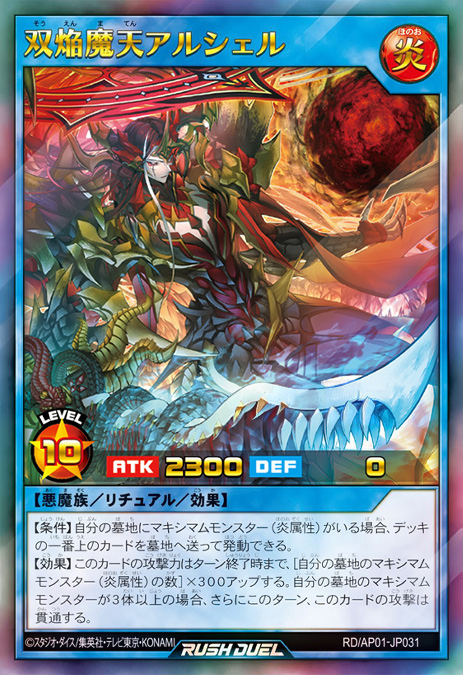 そうえんまてん
双焔魔天アルシェル
ほのお
炎
LEVEL
10
ATK 2300 DEF 0
【悪魔族/リチュアル/効果】
【条件】自分の墓地にマキシマムモンスター(炎属性)がいる場合、デッキ
の一番上のカードを墓地へ送って発動できる。
【効果】このカードの攻撃力はターン終了時まで、[自分の墓地のマキシマム
モンスター(炎属性)の数]×300アップする。自分の墓地のマキシマム
モンスターが3体以上の場合、さらにこのターン、このカードの攻撃は
貫通する。
©スタジオ・ダイス/集英社・テレビ東京・KONAMI RUSH DUEL RD/AP01-JP031